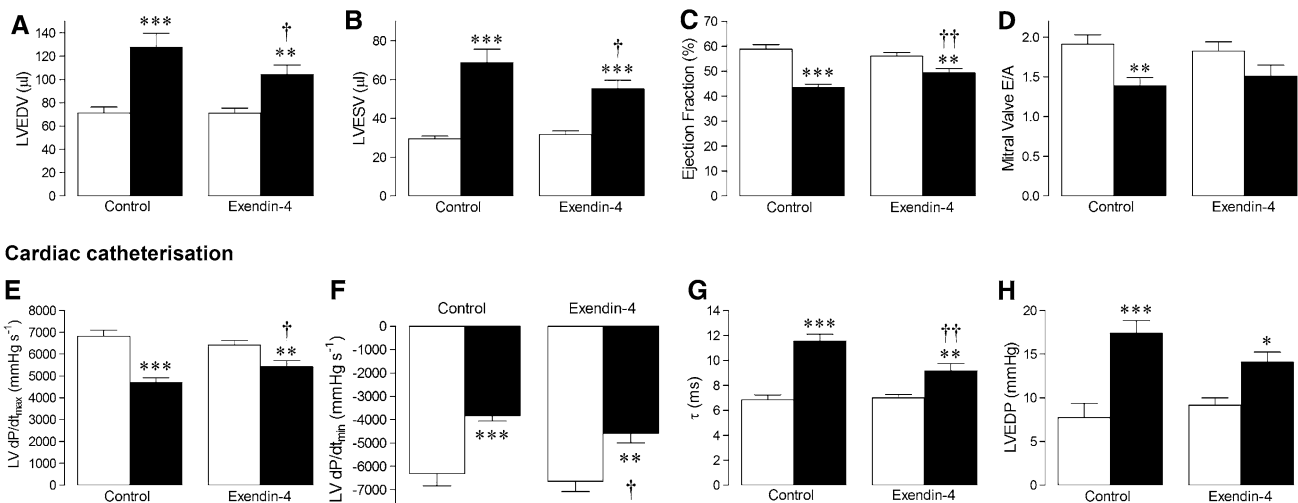 A
LVEDV (µl)
140
120
100
80
60
40
20
0
***
†
**
Control
Exendin-4
B
LVESV (µl)
80
60
40
20
0
***
†
***
Control
Exendin-4
C
Ejection Fraction (%)
70
60
50
40
30
20
10
0
***
††
**
Control
Exendin-4
D
Mitral Valve E/A
2.0
1.5
1.0
0.5
0.0
**
Control
Exendin-4
Cardiac catheterisation
E
LV dP/dtmax (mmHg s-1)
8000
7000
6000
5000
4000
3000
2000
1000
0
***
†
**
Control
Exendin-4
F
LV dP/dtmin (mmHg s-1)
Control
Exendin-4
0
-1000
-2000
-3000
-4000
-5000
-6000
-7000
***
**
†
G
τ (ms)
14
12
10
8
6
4
2
0
***
††
**
Control
Exendin-4
H
LVEDP (mmHg)
20
15
10
5
0
***
*
Control
Exendin-4